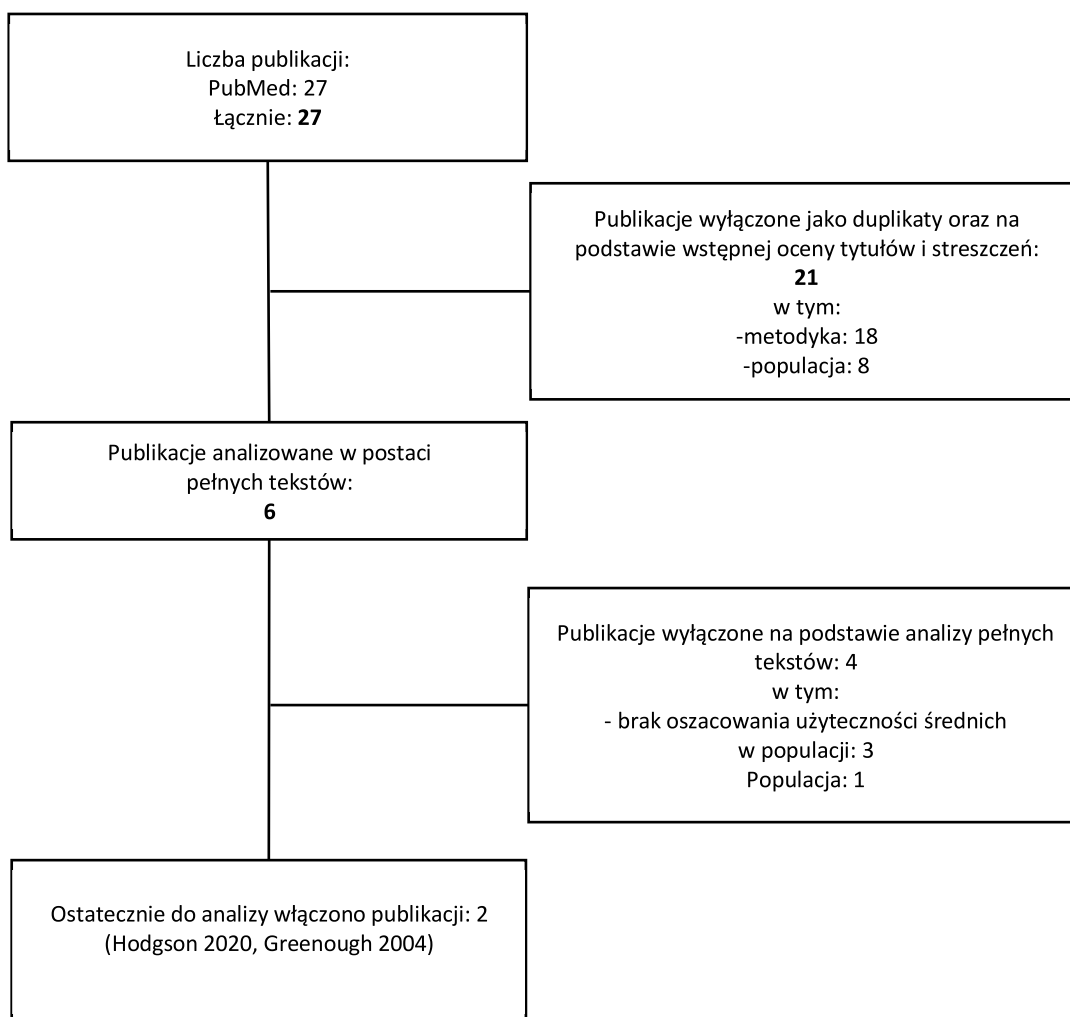 Liczba publikacji:
PubMed: 27
Łącznie: 27
Publikacje wyłączone jako duplikaty oraz na
podstawie wstępnej oceny tytułów i streszczeń:
21
w tym:
-metodyka: 18
-populacja: 8
Publikacje analizowane w postaci
pełnych tekstów:
6
Publikacje wyłączone na podstawie analizy pełnych
tekstów: 4
w tym:
- brak oszacowania użyteczności średnich
w populacji: 3
Populacja: 1
Ostatecznie do analizy włączono publikacji: 2
(Hodgson 2020, Greenough 2004)